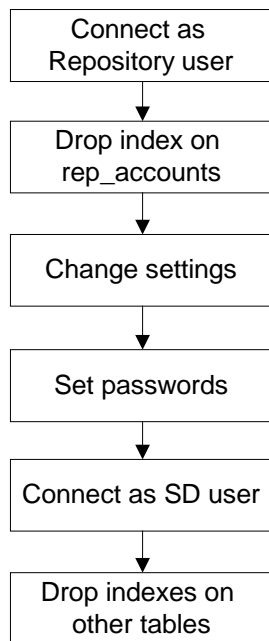 Connect as
Repository user
Drop index on
rep_accounts
Change settings
Set passwords
Connect as SD user
Drop indexes on
other tables